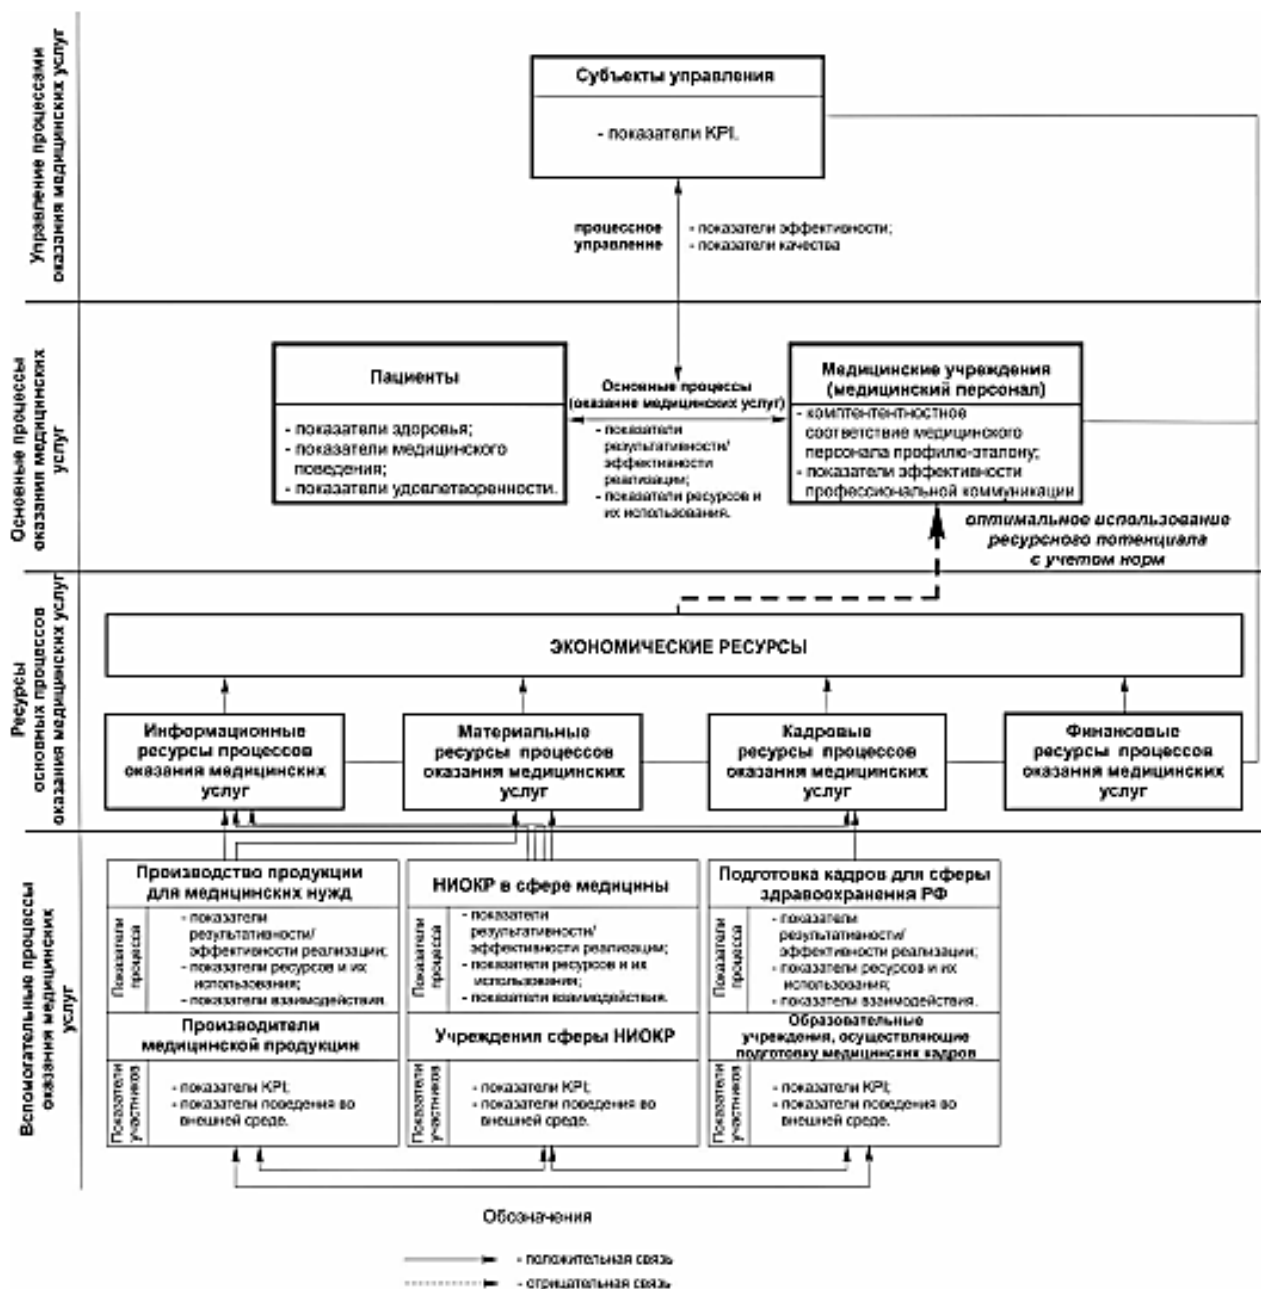 Управление процессами
оказания медицинских услуг
Субъекты управления
- показатели KPI.
процессное
управление
- показатели эффективности;
- показатели качества
Основные процессы
оказания медицинских
услуг
Пациенты
- показатели здоровья;
- показатели медицинского
поведения;
- показатели удовлетворенности.
Основные процессы
(оказание медицинских услуг)
- показатели
результативности/
эффективности
реализации;
- показатели ресурсов и
их использования.
Медицинские учреждения
(медицинский персонал)
- комптентентностное
соответствие медицинского
персонала профилю-эталону;
- показатели эффективности
профессиональной коммуникации
оптимальное использование
ресурсного потенциала
с учетом норм
Ресурсы
основных процессов
оказания медицинских услуг
ЭКОНОМИЧЕСКИЕ РЕСУРСЫ
Информационные
ресурсы процессов
оказания медицинских
услуг
Материальные
ресурсы процессов
оказания медицинских
услуг
Кадровые
ресурсы процессов
оказания медицинских
услуг
Финансовые
ресурсы процессов
оказания медицинских
услуг
Вспомогательные процессы
оказания медицинских
услуг
Производство продукции
для медицинских нужд
Показатели
процесса
- показатели
результативности/
эффективности реализации;
- показатели ресурсов и их
использования;
- показатели взаимодействия.
Производители
медицинской продукции
Показатели
участников
- показатели KPI;
- показатели поведения во
внешней среде.
НИОКР в сфере медицины
Показатели
процесса
- показатели
результативности/
эффективности реализации;
- показатели ресурсов и их
использования;
- показатели взаимодействия.
Учреждения сферы НИОКР
Показатели
участников
- показатели KPI;
- показатели поведения во
внешней среде.
Подготовка кадров для сферы
здравоохранения РФ
Показатели
процесса
- показатели
результативности/
эффективности реализации;
- показатели ресурсов и их
использования;
- показатели взаимодействия.
Образовательные
учреждения, осуществляющие
подготовку медицинских кадров
Показатели
участников
- показатели KPI;
- показатели поведения во
внешней среде.
Обозначения
- положительная связь
- отрицательная связь